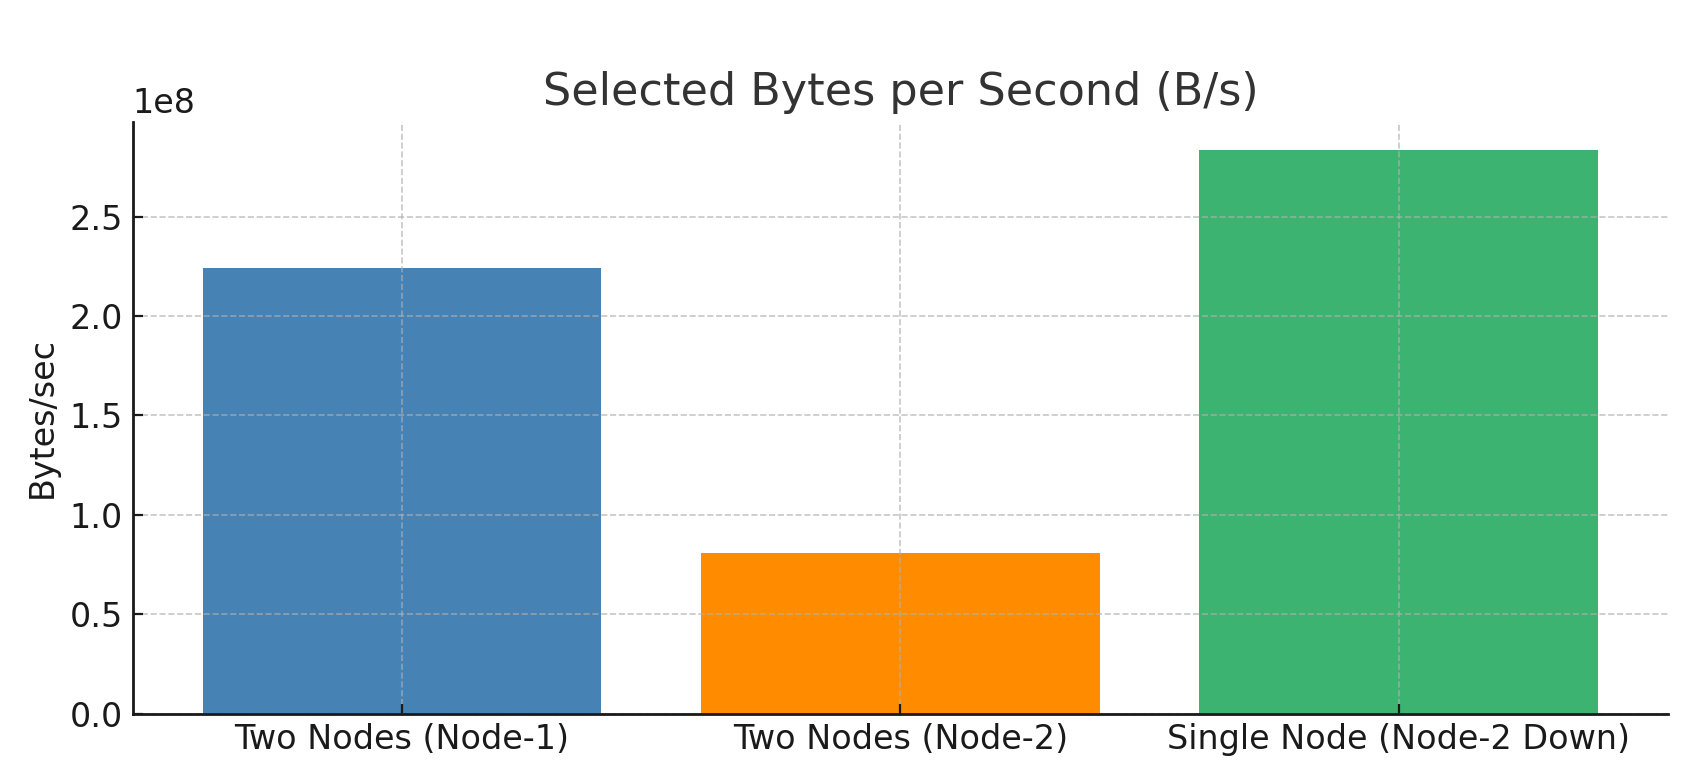 Selected Bytes per Second (B/s)
1e8
2.5
2.0
1.5
1.0
0.5
0.0
Bytes/sec
Two Nodes (Node-1)
Two Nodes (Node-2)
Single Node (Node-2 Down)